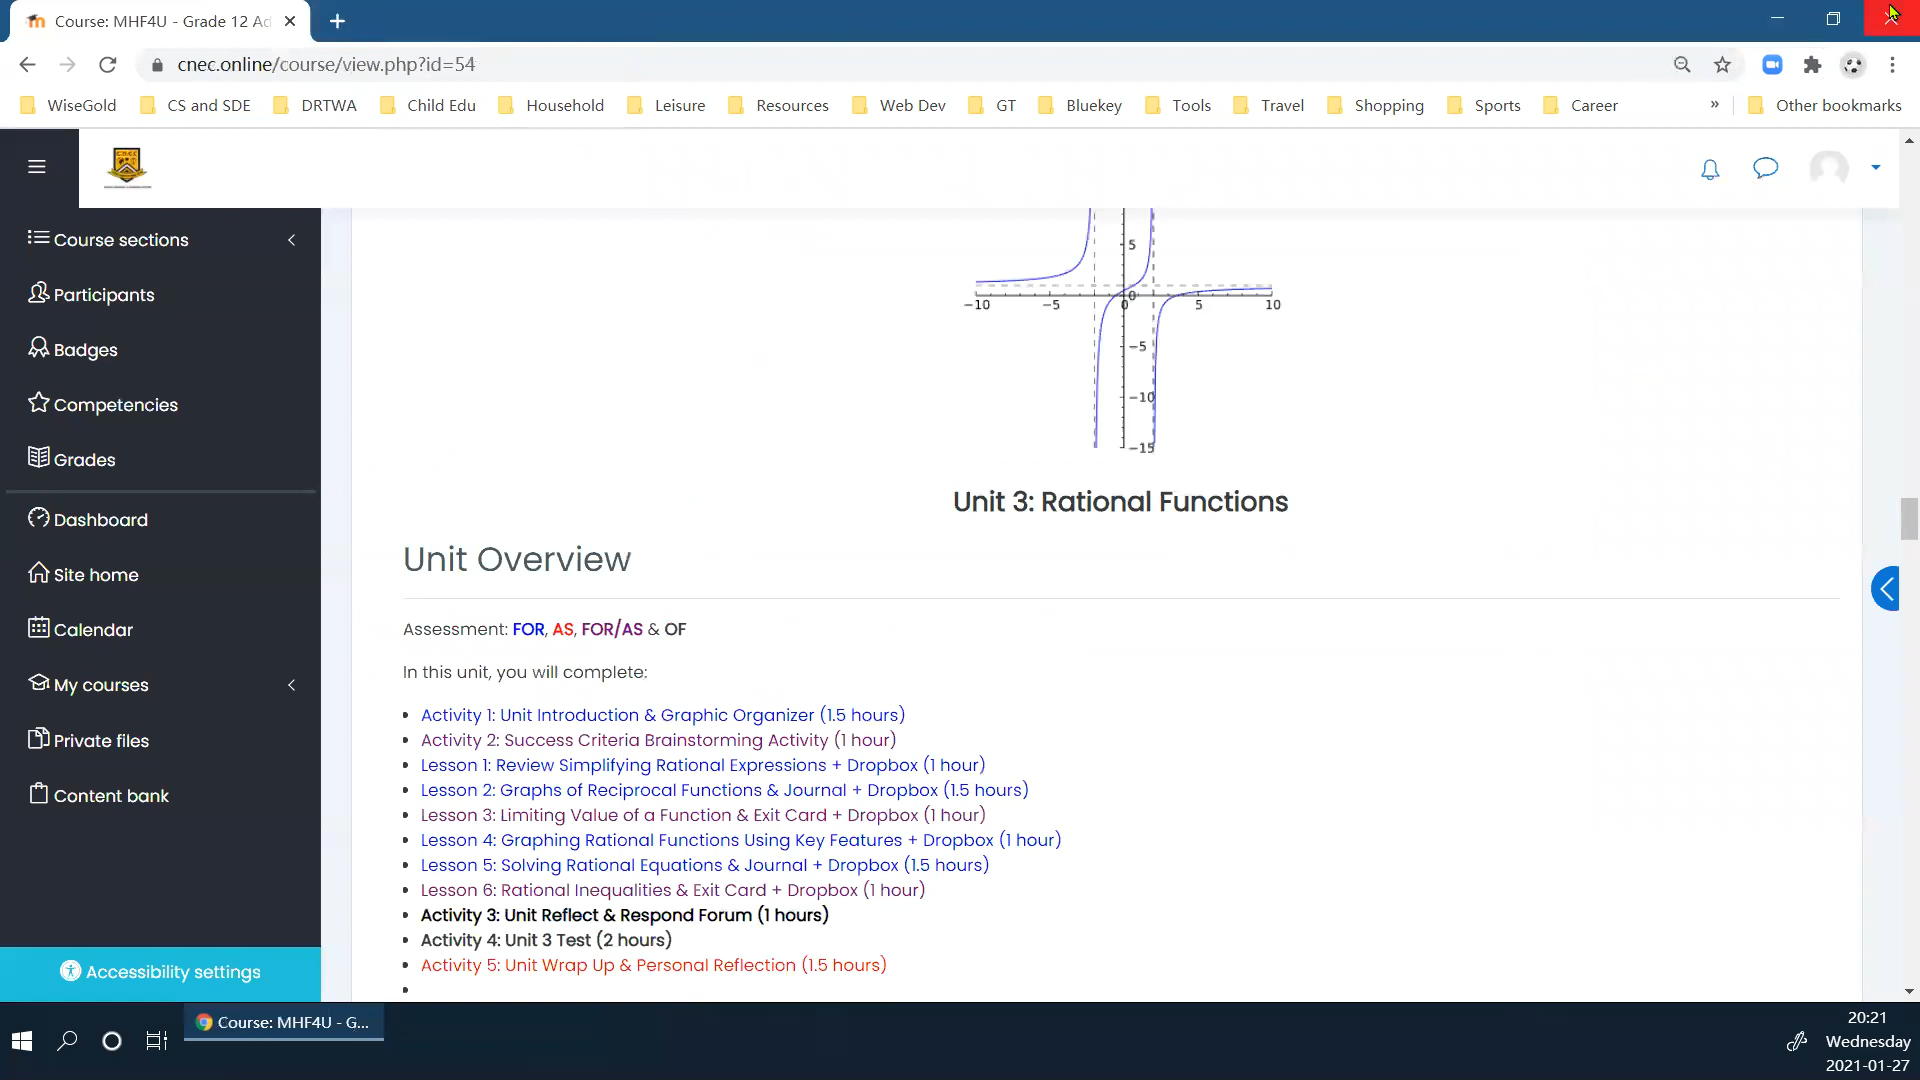 Course: MHF4U - Grade 12 Ad
cnec.online/course/view.php?id=54
WiseGold CS and SDE DRTWA Child Edu Household Leisure Resources Web Dev GT Bluekey Tools Travel Shopping Sports Career » Other bookmarks
Course sections
Participants
Badges
Competencies
Grades
Dashboard
Site home
Calendar
My courses
Private files
Content bank
Accessibility settings
5
0
−10 −5 0 5 10
−5
−10
−15
Unit 3: Rational Functions
Unit Overview
Assessment: FOR, AS, FOR/AS & OF
In this unit, you will complete:
• Activity 1: Unit Introduction & Graphic Organizer (1.5 hours)
• Activity 2: Success Criteria Brainstorming Activity (1 hour)
• Lesson 1: Review Simplifying Rational Expressions + Dropbox (1 hour)
• Lesson 2: Graphs of Reciprocal Functions & Journal + Dropbox (1.5 hours)
• Lesson 3: Limiting Value of a Function & Exit Card + Dropbox (1 hour)
• Lesson 4: Graphing Rational Functions Using Key Features + Dropbox (1 hour)
• Lesson 5: Solving Rational Equations & Journal + Dropbox (1.5 hours)
• Lesson 6: Rational Inequalities & Exit Card + Dropbox (1 hour)
• Activity 3: Unit Reflect & Respond Forum (1 hours)
• Activity 4: Unit 3 Test (2 hours)
• Activity 5: Unit Wrap Up & Personal Reflection (1.5 hours)
•
Course: MHF4U - G...
20:21
Wednesday
2021-01-27